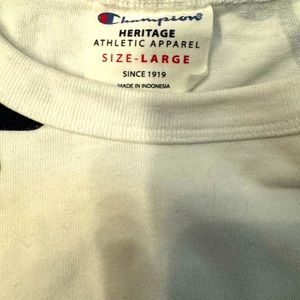 Champion
HERITAGE
ATHLETIC APPAREL
SIZE-LARGE
SINCE 1919
MADE IN INDONESIA